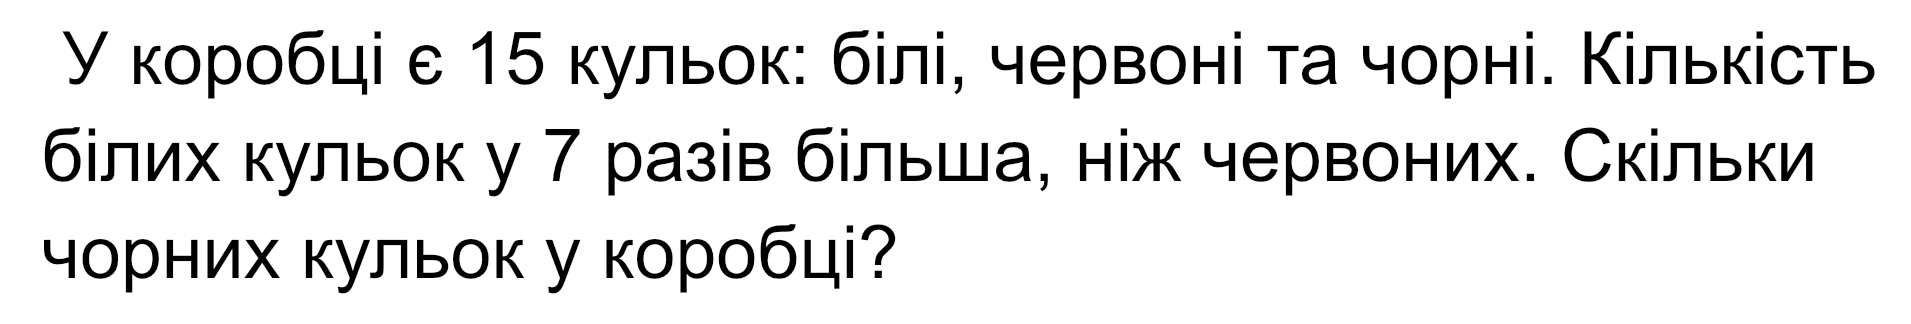 У коробці є 15 кульок: білі, червоні та чорні. Кількість
білих кульок у 7 разів більша, ніж червоних. Скільки
чорних кульок у коробці?